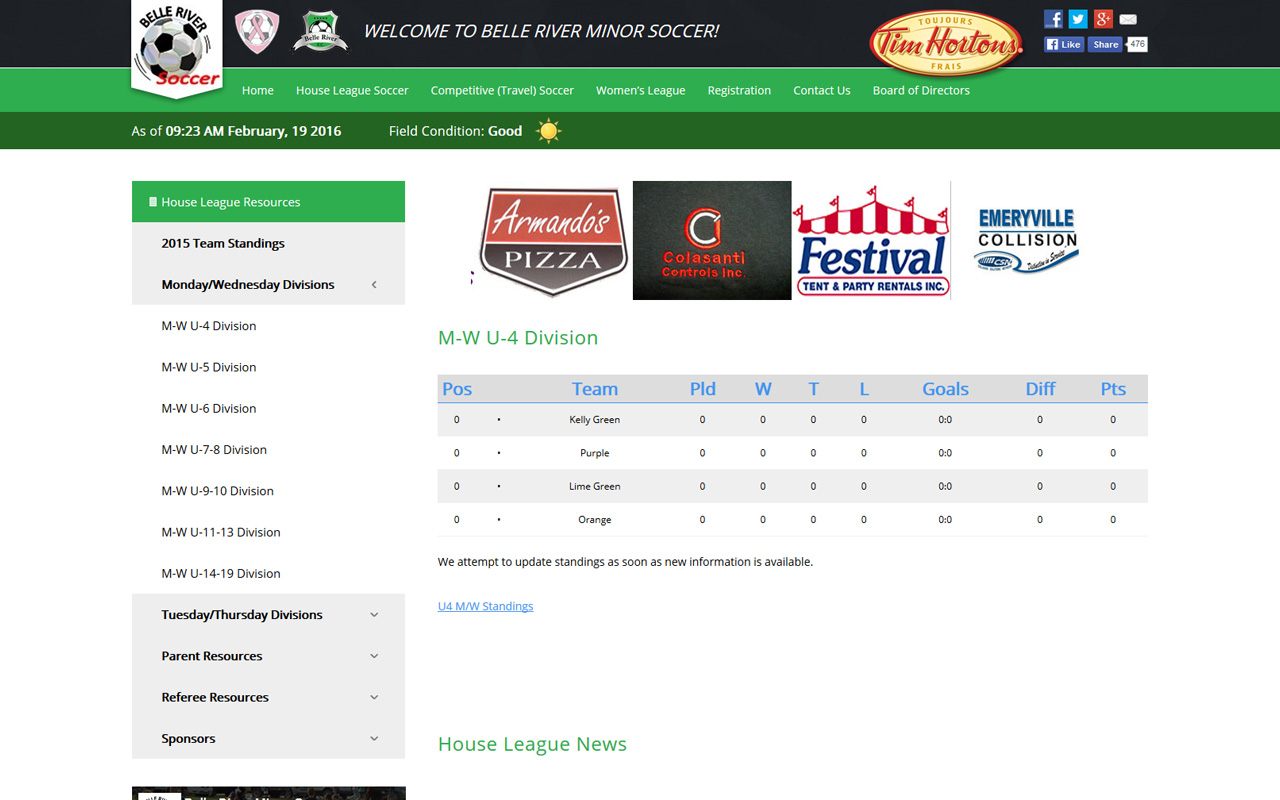 BELLE RIVER
Soccer
Belle River
WELCOME TO BELLE RIVER MINOR SOCCER!
TOUJOURS
Tim Hortons.
FRAIS
Like Share 476
Home House League Soccer Competitive (Travel) Soccer Women's League Registration Contact Us Board of Directors
As of 09:23 AM February, 19 2016 Field Condition: Good
House League Resources
2015 Team Standings
Monday/Wednesday Divisions
M-W U-4 Division
M-W U-5 Division
M-W U-6 Division
M-W U-7-8 Division
M-W U-9-10 Division
M-W U-11-13 Division
M-W U-14-19 Division
Tuesday/Thursday Divisions
Parent Resources
Referee Resources
Sponsors
Armando's
PIZZA
Colasanti
Controls Inc.
Festival
TENT & PARTY RENTALS INC.
EMERYVILLE
COLLISION
CSN
M-W U-4 Division
Pos Team Pld W T L Goals Diff Pts
0 • Kelly Green 0 0 0 0 0:0 0 0
0 • Purple 0 0 0 0 0:0 0 0
0 • Lime Green 0 0 0 0 0:0 0 0
0 • Orange 0 0 0 0 0:0 0 0
We attempt to update standings as soon as new information is available.
U4 M/W Standings
House League News